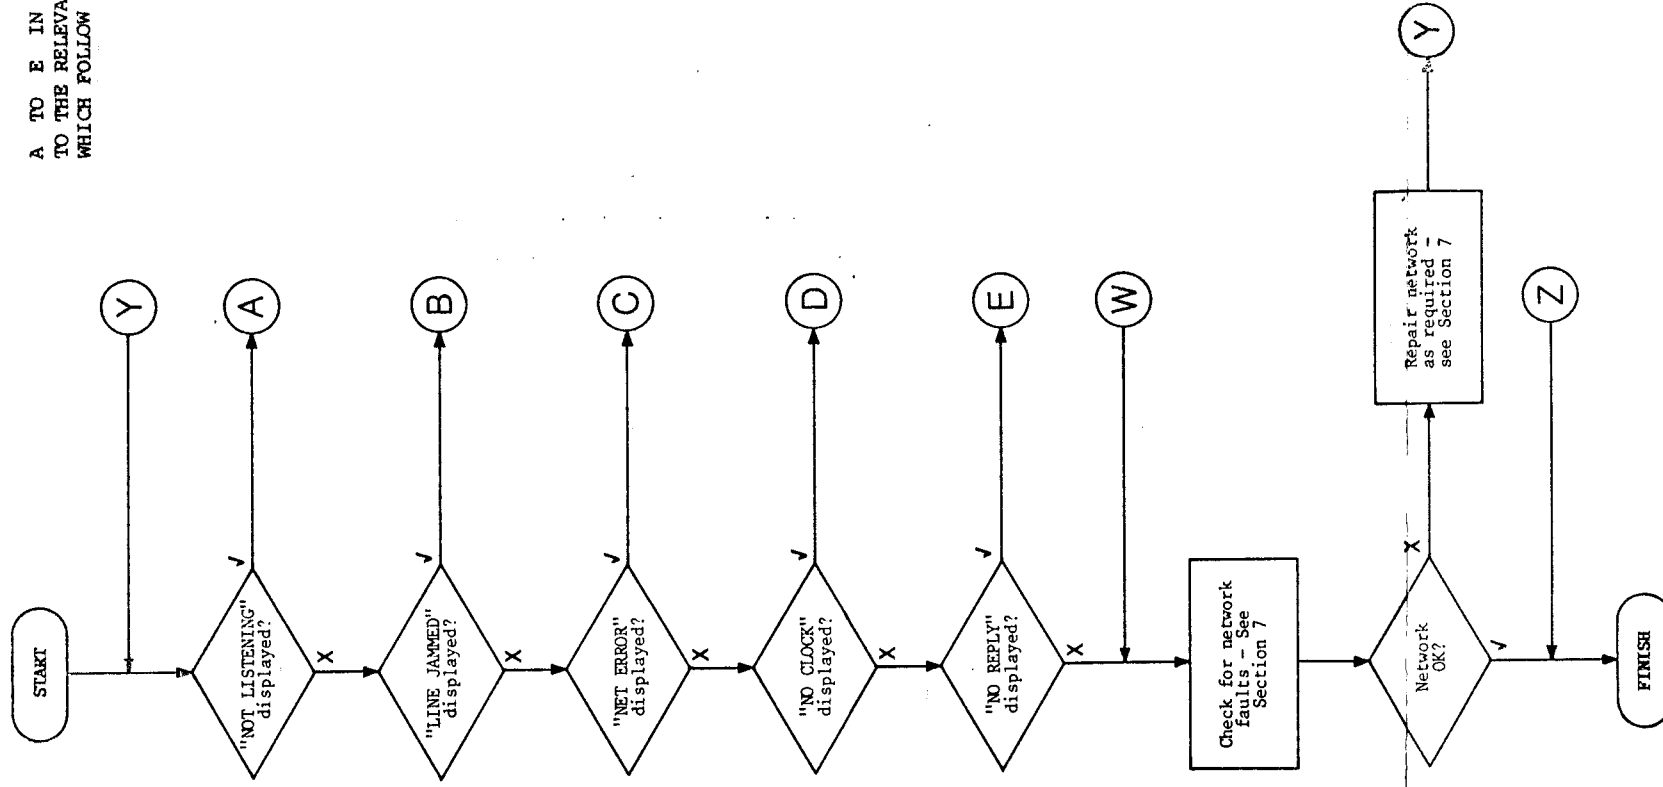 A TO E IN
TO THE RELEVA
WHICH FOLLOW
START
Y
"NOT LISTENING"
displayed?
√
A
X
"LINE JAMMED"
displayed?
√
B
X
"NET ERROR"
displayed?
√
C
X
"NO CLOCK"
displayed?
√
D
X
"NO REPLY"
displayed?
√
E
X
W
Check for network
faults - See
Section 7
Network
OK?
X
Repair network
as required -
see Section 7
Y
√
Z
FINISH